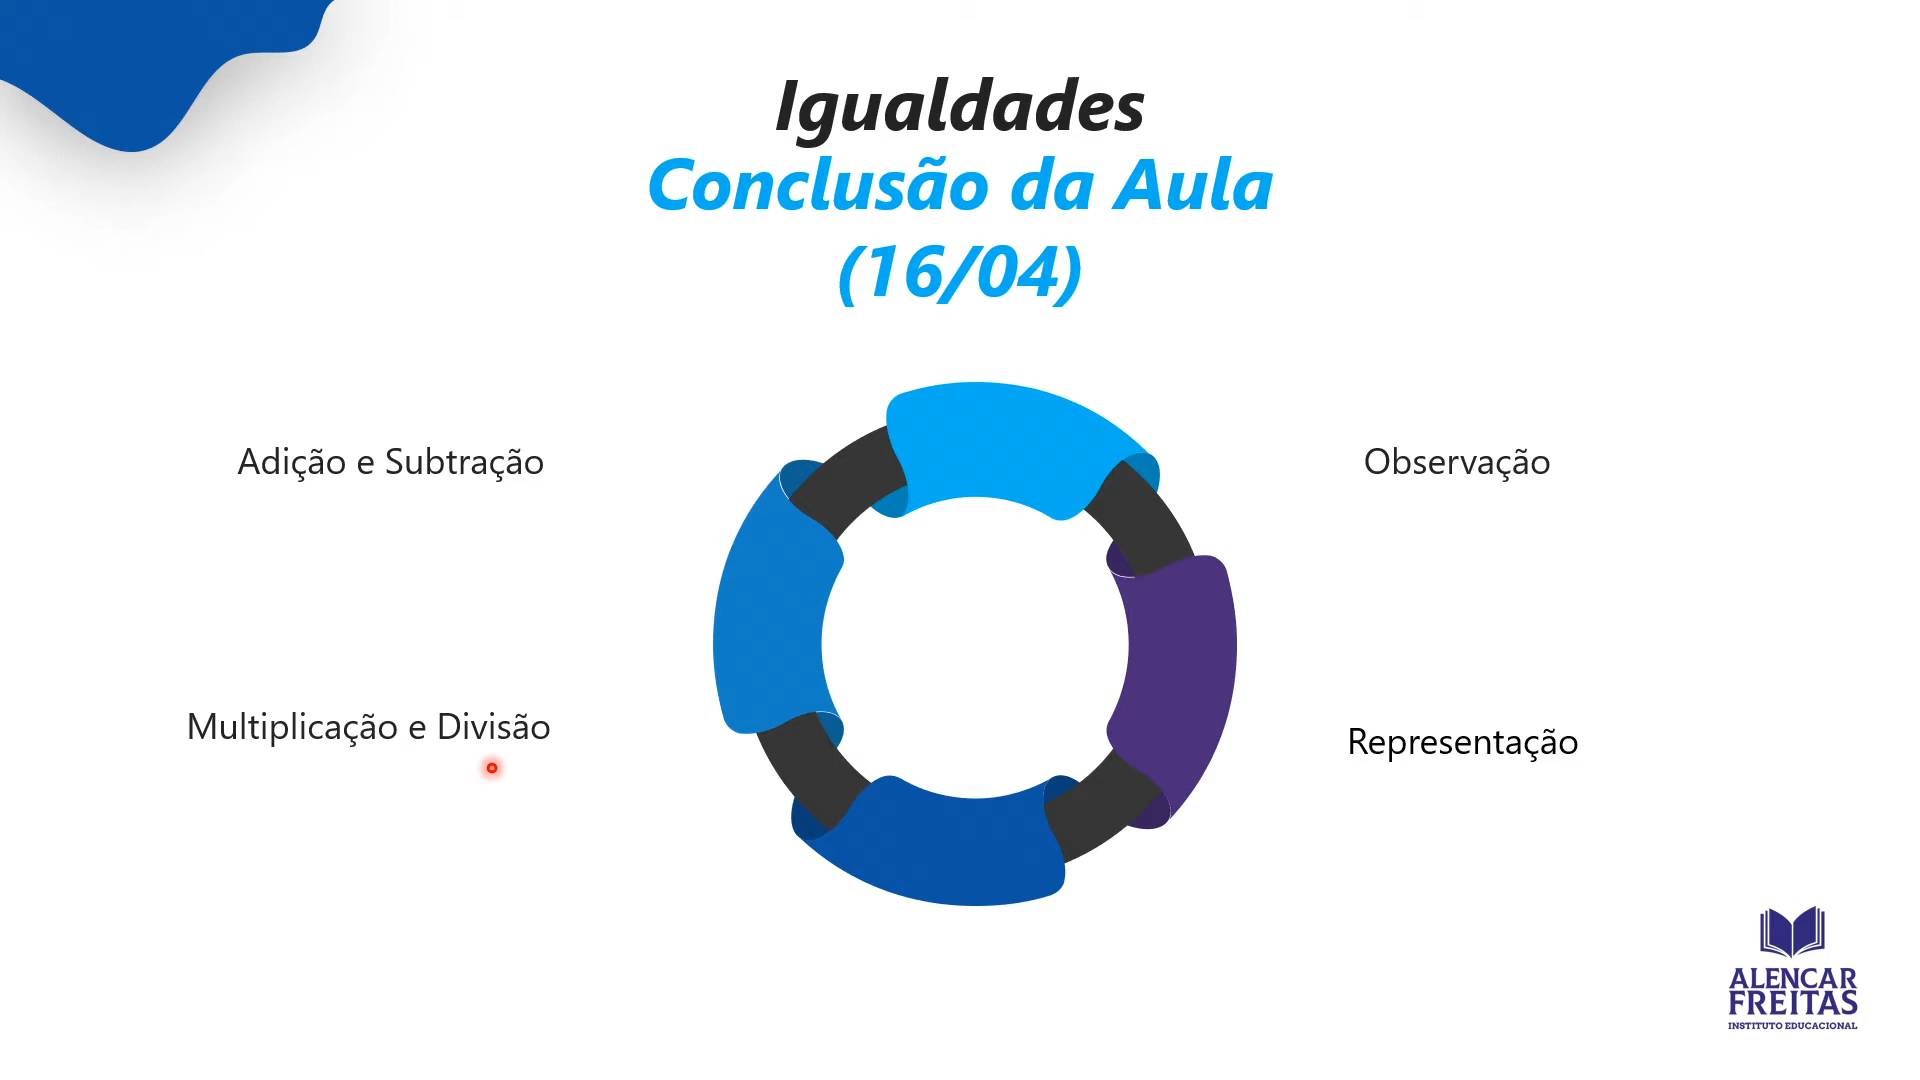 Igualdades
Conclusão da Aula
(16/04)
Adição e Subtração
Observação
Multiplicação e Divisão
Representação
ALENCAR
FREITAS
INSTITUTO EDUCACIONAL